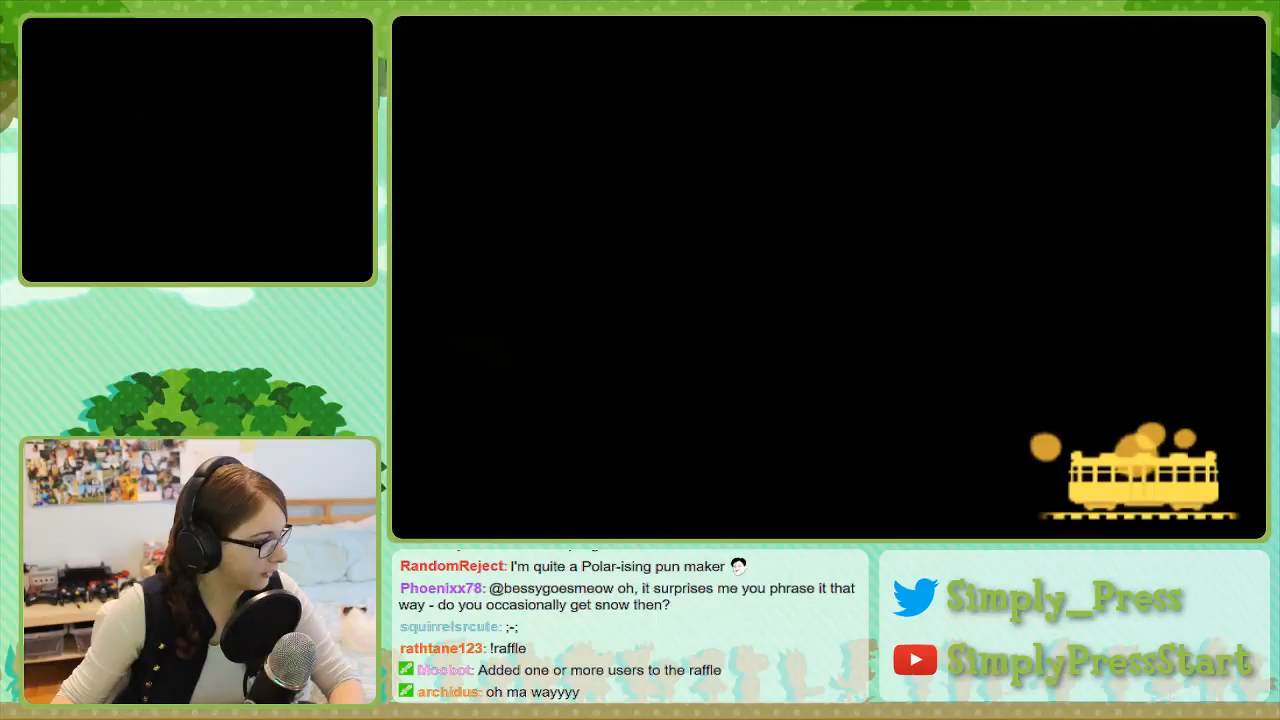 RandomReject: I'm quite a Polar-ising pun maker
Phoenixx78: @bessygoesmeow oh, it surprises me you phrase it that
way - do you occasionally get snow then?
squirrelsrcute: ;-;
rathtane123: !raffle
Moobot: Added one or more users to the raffle
archidus: oh ma wayyyy
Simply_Press
SimplyPressStart